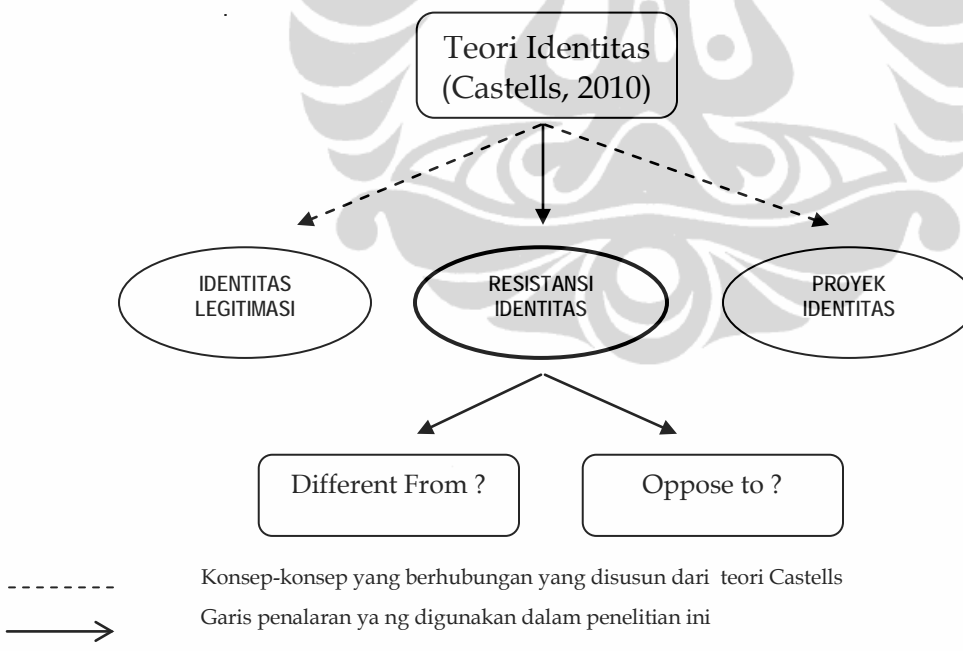 Teori Identitas
(Castells, 2010)
IDENTITAS
LEGITIMASI
RESISTANSI
IDENTITAS
PROYEK
IDENTITAS
Different From ?
Oppose to ?
Konsep-konsep yang berhubungan yang disusun dari teori Castells
Garis penalaran ya ng digunakan dalam penelitian ini